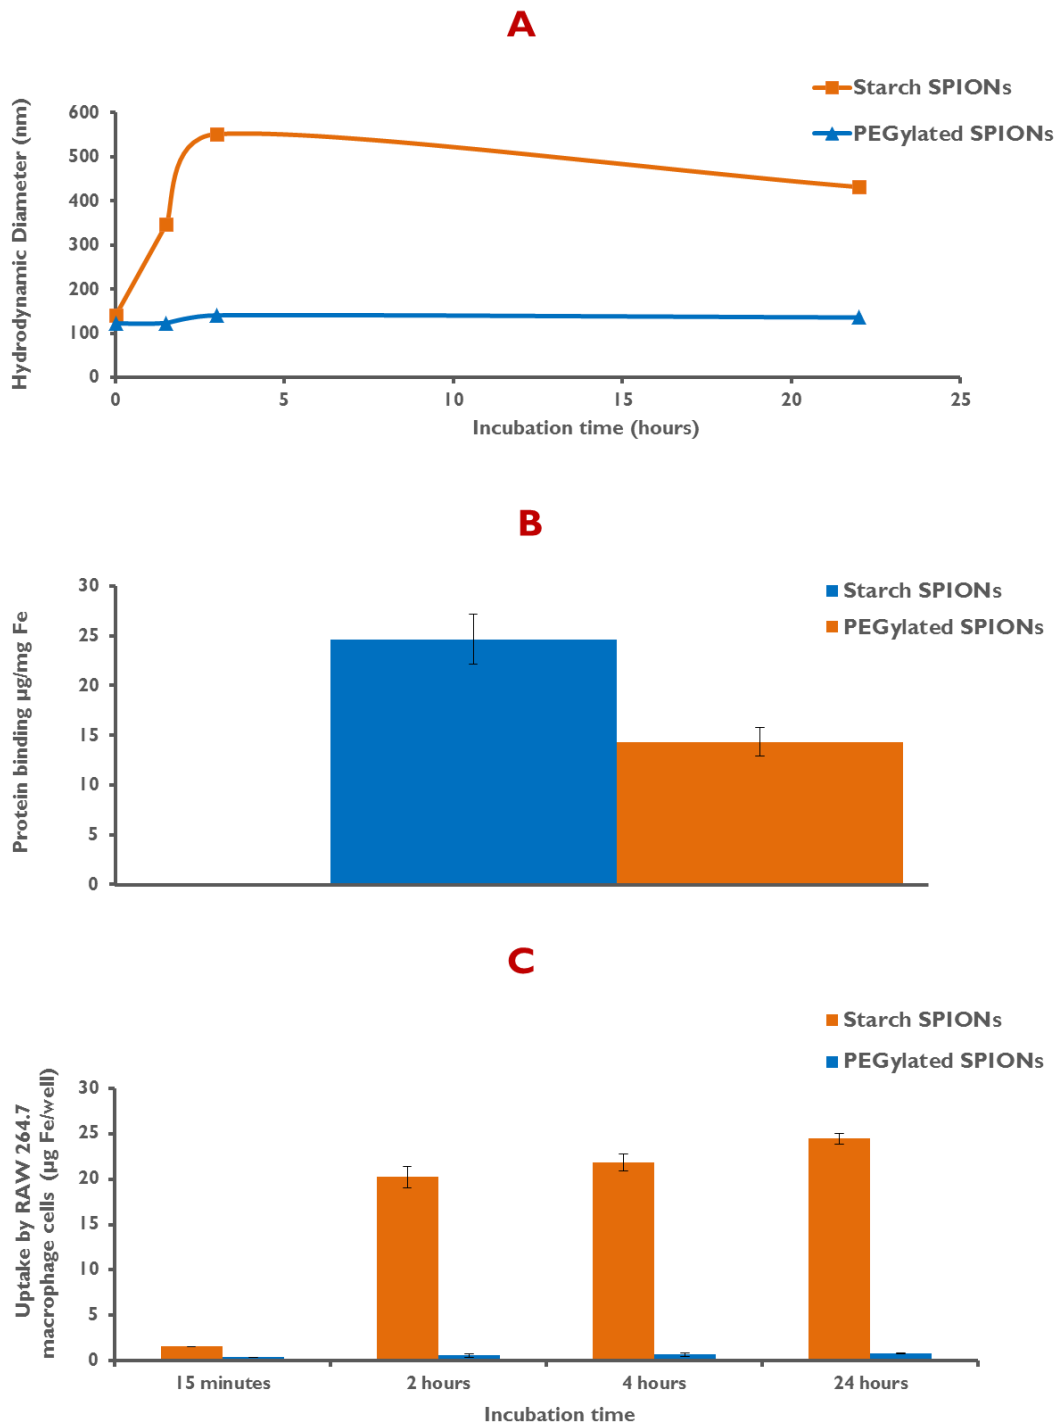 A
Starch SPIONs
PEGylated SPIONs
Hydrodynamic Diameter (nm)
600
500
400
300
200
100
0
0 5 10 15 20 25
Incubation time (hours)
B
Starch SPIONs
PEGylated SPIONs
Protein binding µg/mg Fe
30
25
20
15
10
5
0
C
Starch SPIONs
PEGylated SPIONs
Uptake by RAW 264.7
macrophage cells (µg Fe/well)
30
25
20
15
10
5
0
15 minutes 2 hours 4 hours 24 hours
Incubation time